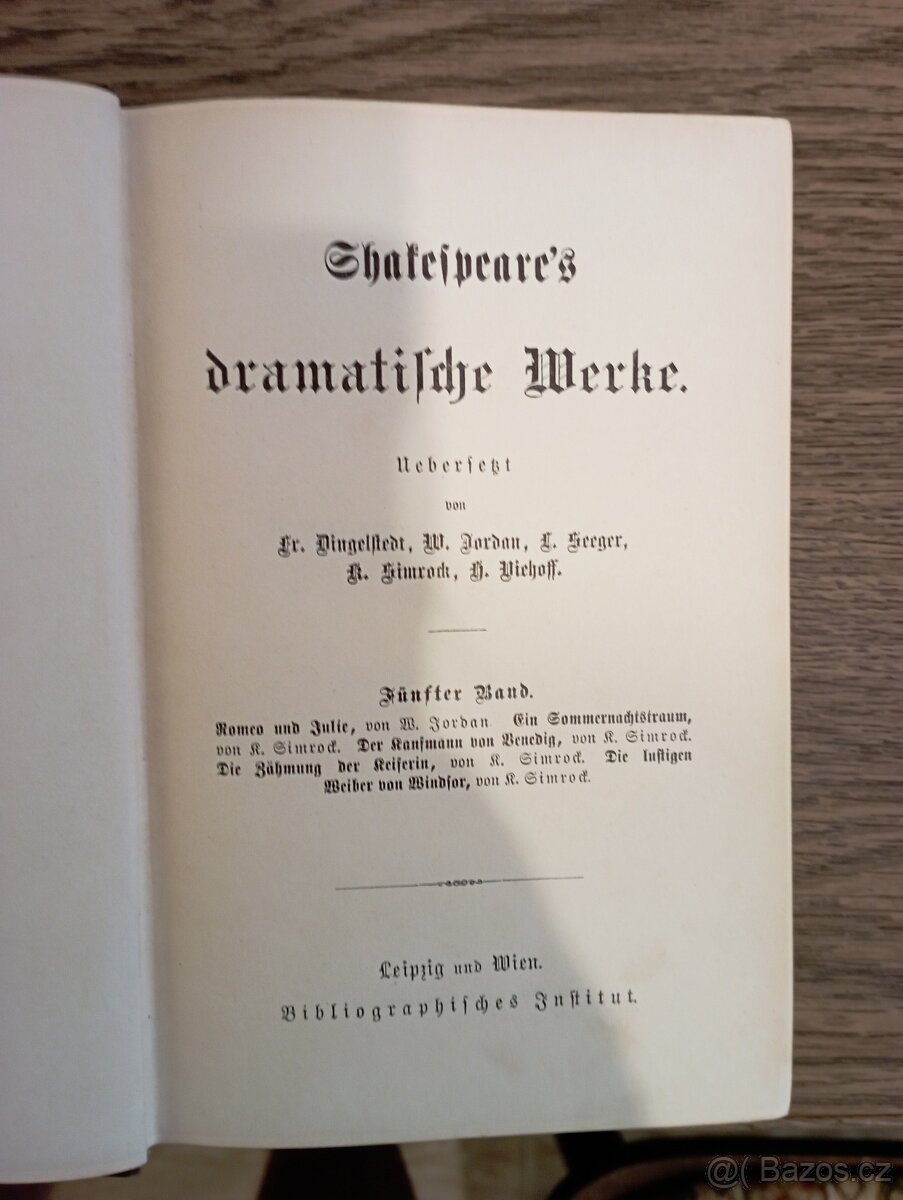 Shakespeare's
dramatische Werke.
Uebersetzt
von
Fr. Dingelstedt, W. Jordan, L. Seeger,
K. Simrock, H. Viehoff.
Fünfter Band.
Romeo und Julie, von W. Jordan. Ein Sommernachtstraum,
von K. Simrock. Der Kaufmann von Venedig, von K. Simrock.
Die Zähmung der Keiferin, von K. Simrock. Die lustigen
Weiber von Windsor, von K. Simrock.
Leipzig und Wien.
Bibliographisches Institut.
@( Bazos.cz